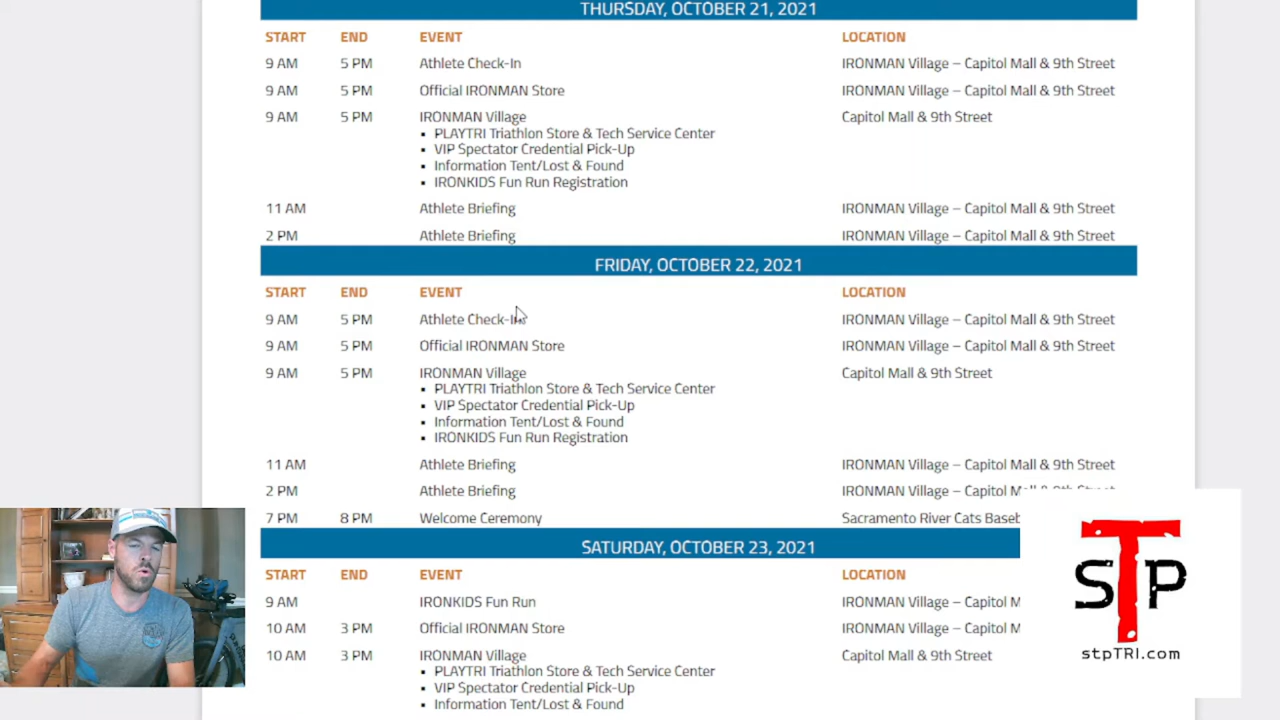 THURSDAY, OCTOBER 21, 2021
START END EVENT LOCATION
9 AM 5 PM Athlete Check-In IRONMAN Village – Capitol Mall & 9th Street
9 AM 5 PM Official IRONMAN Store IRONMAN Village – Capitol Mall & 9th Street
9 AM 5 PM IRONMAN Village Capitol Mall & 9th Street
▪ PLAYTRI Triathlon Store & Tech Service Center
▪ VIP Spectator Credential Pick-Up
▪ Information Tent/Lost & Found
▪ IRONKIDS Fun Run Registration
11 AM Athlete Briefing IRONMAN Village – Capitol Mall & 9th Street
2 PM Athlete Briefing IRONMAN Village – Capitol Mall & 9th Street
FRIDAY, OCTOBER 22, 2021
START END EVENT LOCATION
9 AM 5 PM Athlete Check-In IRONMAN Village – Capitol Mall & 9th Street
9 AM 5 PM Official IRONMAN Store IRONMAN Village – Capitol Mall & 9th Street
9 AM 5 PM IRONMAN Village Capitol Mall & 9th Street
▪ PLAYTRI Triathlon Store & Tech Service Center
▪ VIP Spectator Credential Pick-Up
▪ Information Tent/Lost & Found
▪ IRONKIDS Fun Run Registration
11 AM Athlete Briefing IRONMAN Village – Capitol Mall & 9th Street
2 PM Athlete Briefing IRONMAN Village – Capitol
7 PM 8 PM Welcome Ceremony Sacramento River Cats Baseb
SATURDAY, OCTOBER 23, 2021
START END EVENT LOCATION
9 AM IRONKIDS Fun Run IRONMAN Village – Capitol M
10 AM 3 PM Official IRONMAN Store IRONMAN Village – Capitol M
10 AM 3 PM IRONMAN Village Capitol Mall & 9th Street
▪ PLAYTRI Triathlon Store & Tech Service Center
▪ VIP Spectator Credential Pick-Up
▪ Information Tent/Lost & Found
sTP
stpTRI.com